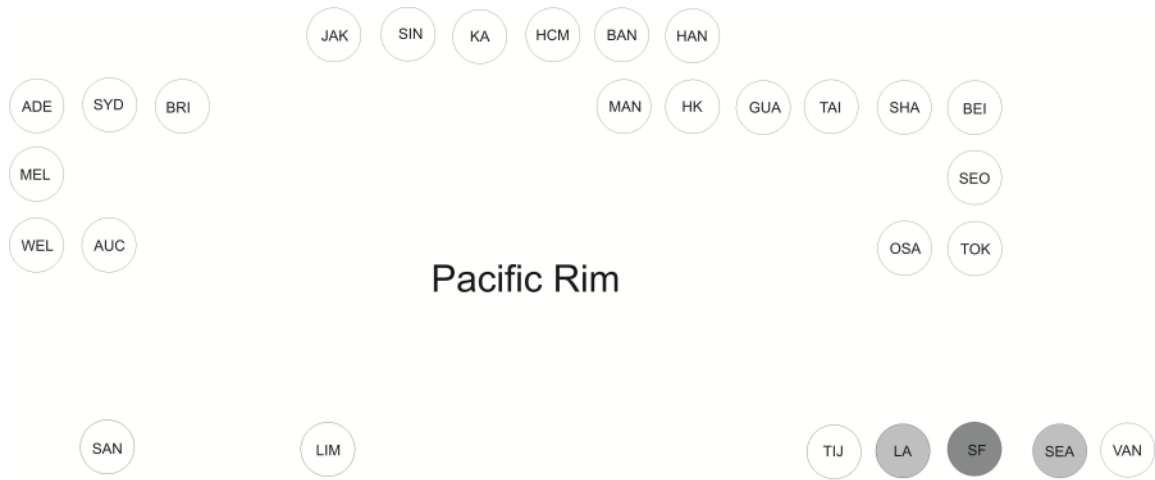 JAK SIN KA HCM BAN HAN
ADE SYD BRI MAN HK GUA TAI SHA BEI
MEL SEO
WEL AUC OSA TOK
Pacific Rim
SAN LIM TIJ LA SF SEA VAN